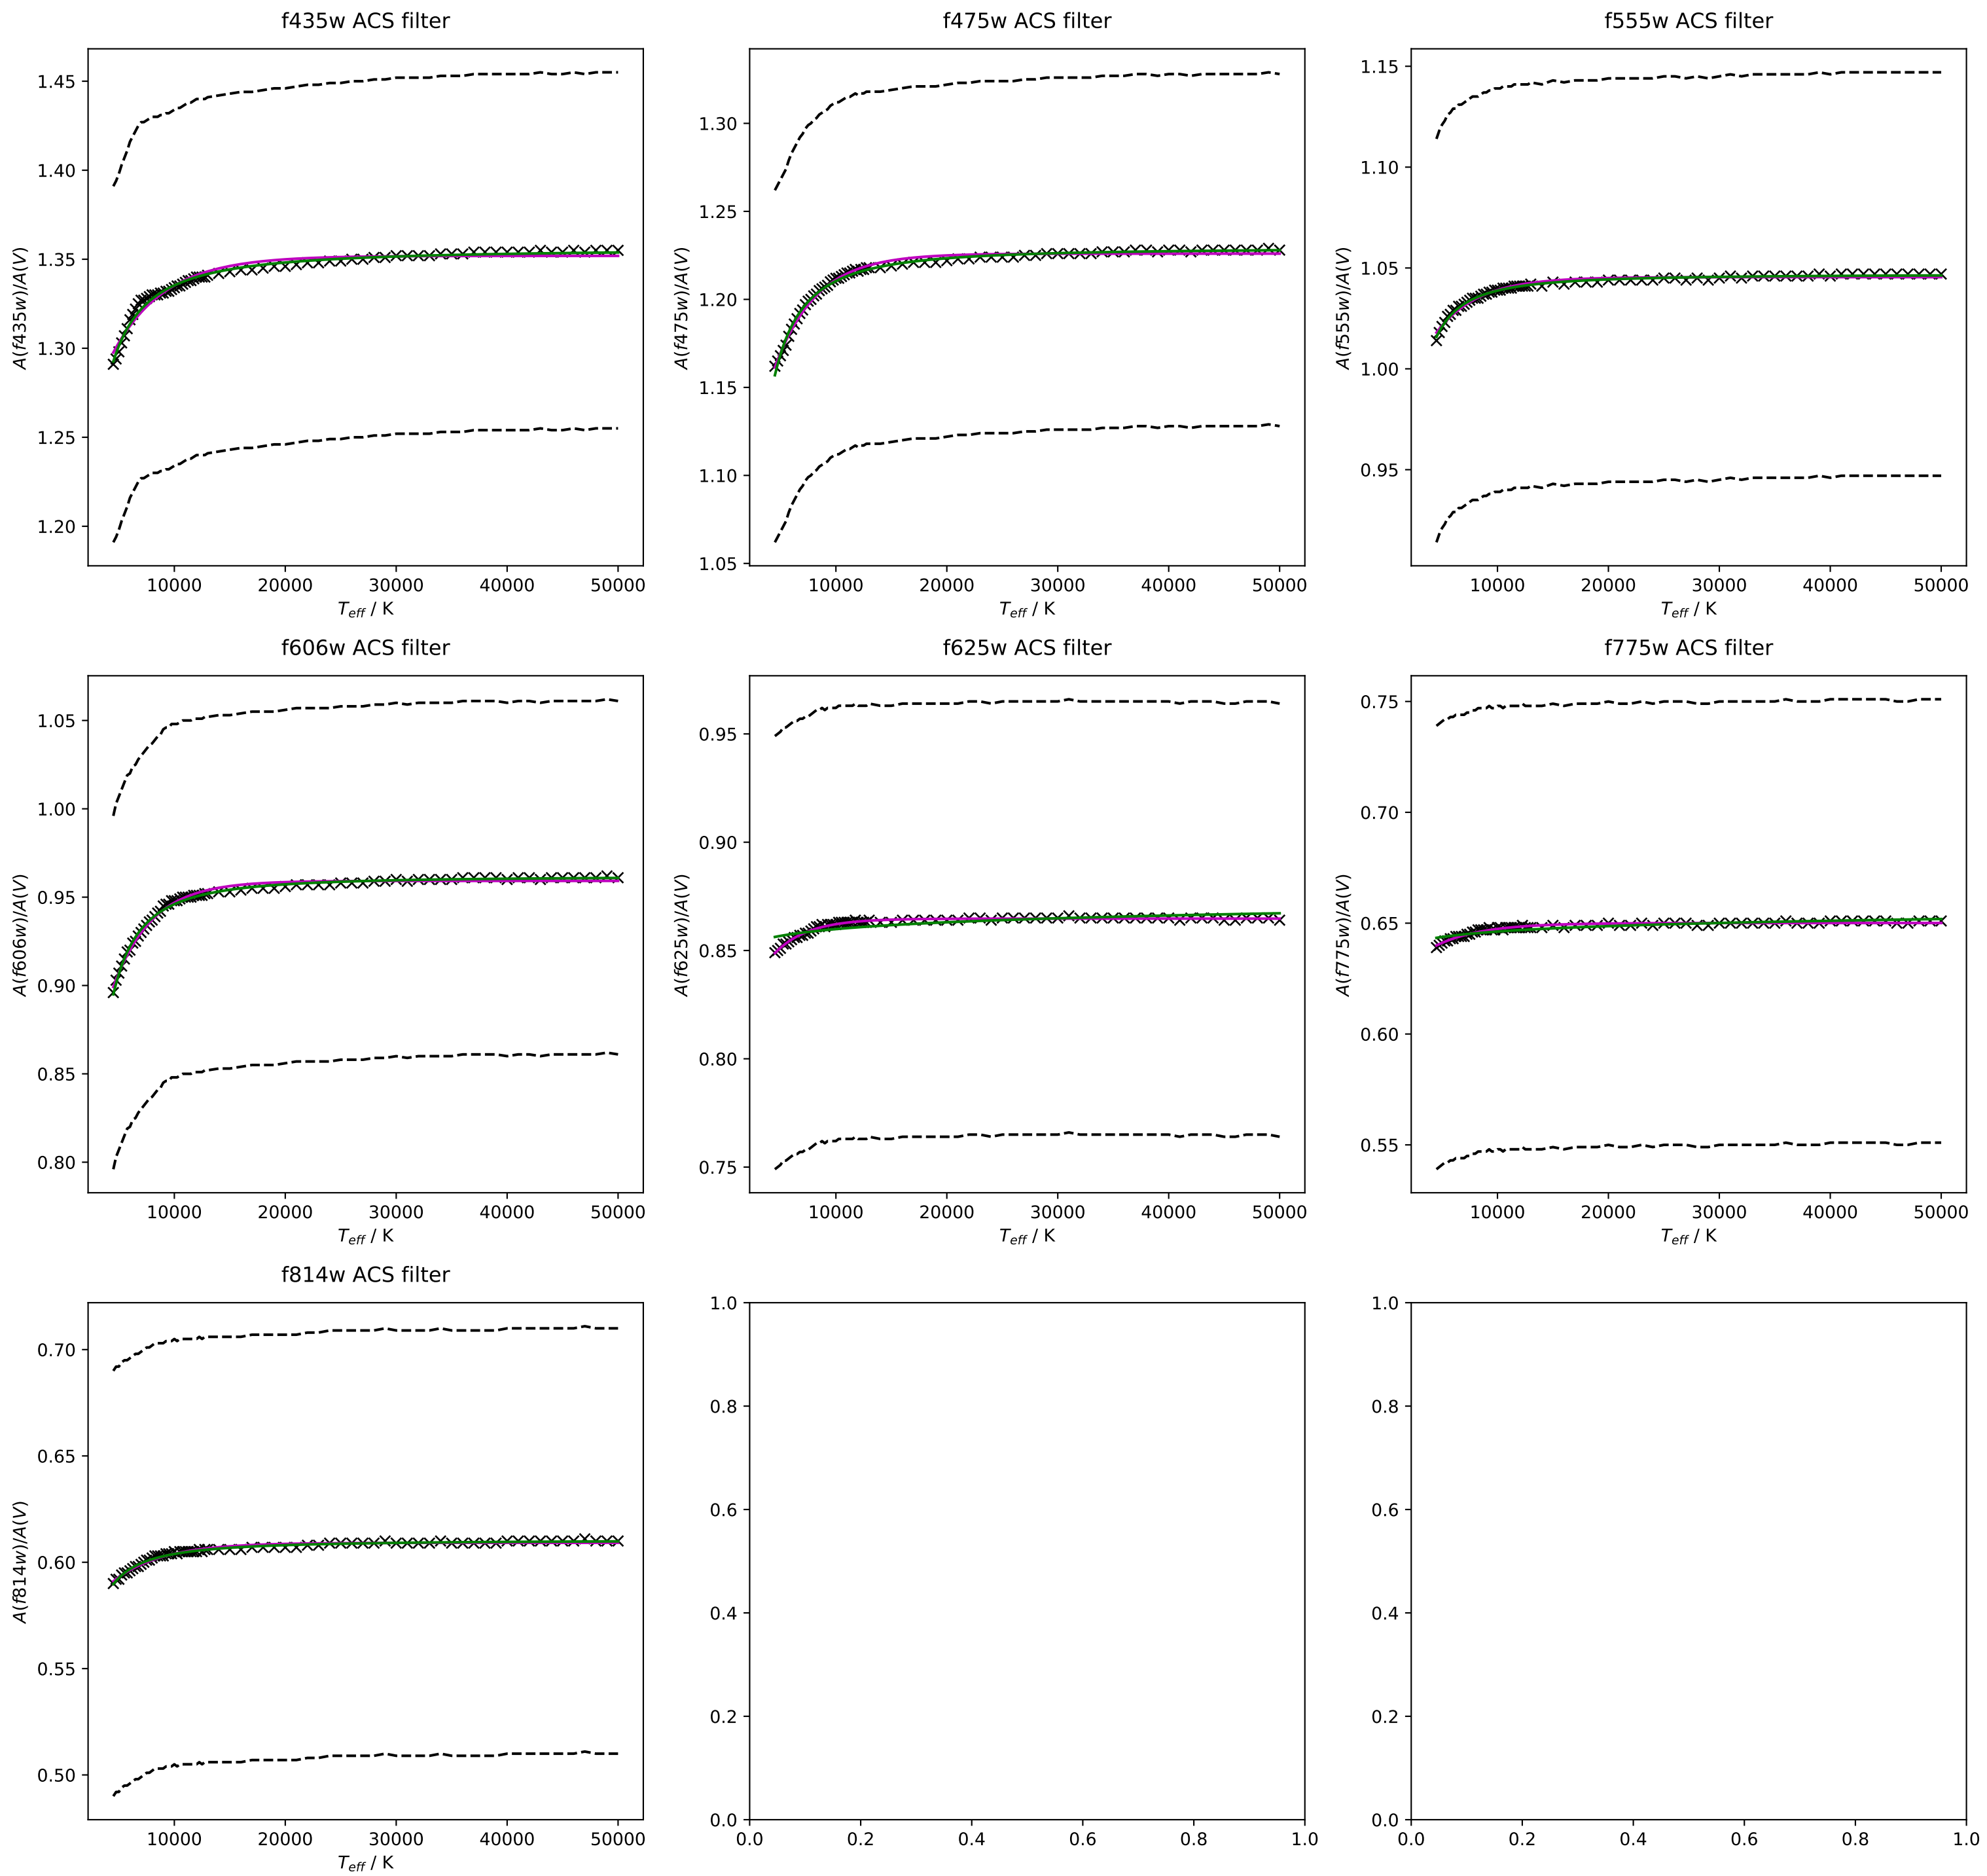 f435w ACS filter
f475w ACS filter
f555w ACS filter
A(f435w)/A(V)
1.45
1.40
1.35
1.30
1.25
1.20
10000 20000 30000 40000 50000
T_eff / K
A(f475w)/A(V)
1.30
1.25
1.20
1.15
1.10
1.05
10000 20000 30000 40000 50000
T_eff / K
A(f555w)/A(V)
1.15
1.10
1.05
1.00
0.95
10000 20000 30000 40000 50000
T_eff / K
f606w ACS filter
f625w ACS filter
f775w ACS filter
A(f606w)/A(V)
1.05
1.00
0.95
0.90
0.85
0.80
10000 20000 30000 40000 50000
T_eff / K
A(f625w)/A(V)
0.95
0.90
0.85
0.80
0.75
10000 20000 30000 40000 50000
T_eff / K
A(f775w)/A(V)
0.75
0.70
0.65
0.60
0.55
10000 20000 30000 40000 50000
T_eff / K
f814w ACS filter
A(f814w)/A(V)
0.70
0.65
0.60
0.55
0.50
10000 20000 30000 40000 50000
T_eff / K
1.0
0.8
0.6
0.4
0.2
0.0
0.0 0.2 0.4 0.6 0.8 1.0
1.0
0.8
0.6
0.4
0.2
0.0
0.0 0.2 0.4 0.6 0.8 1.0